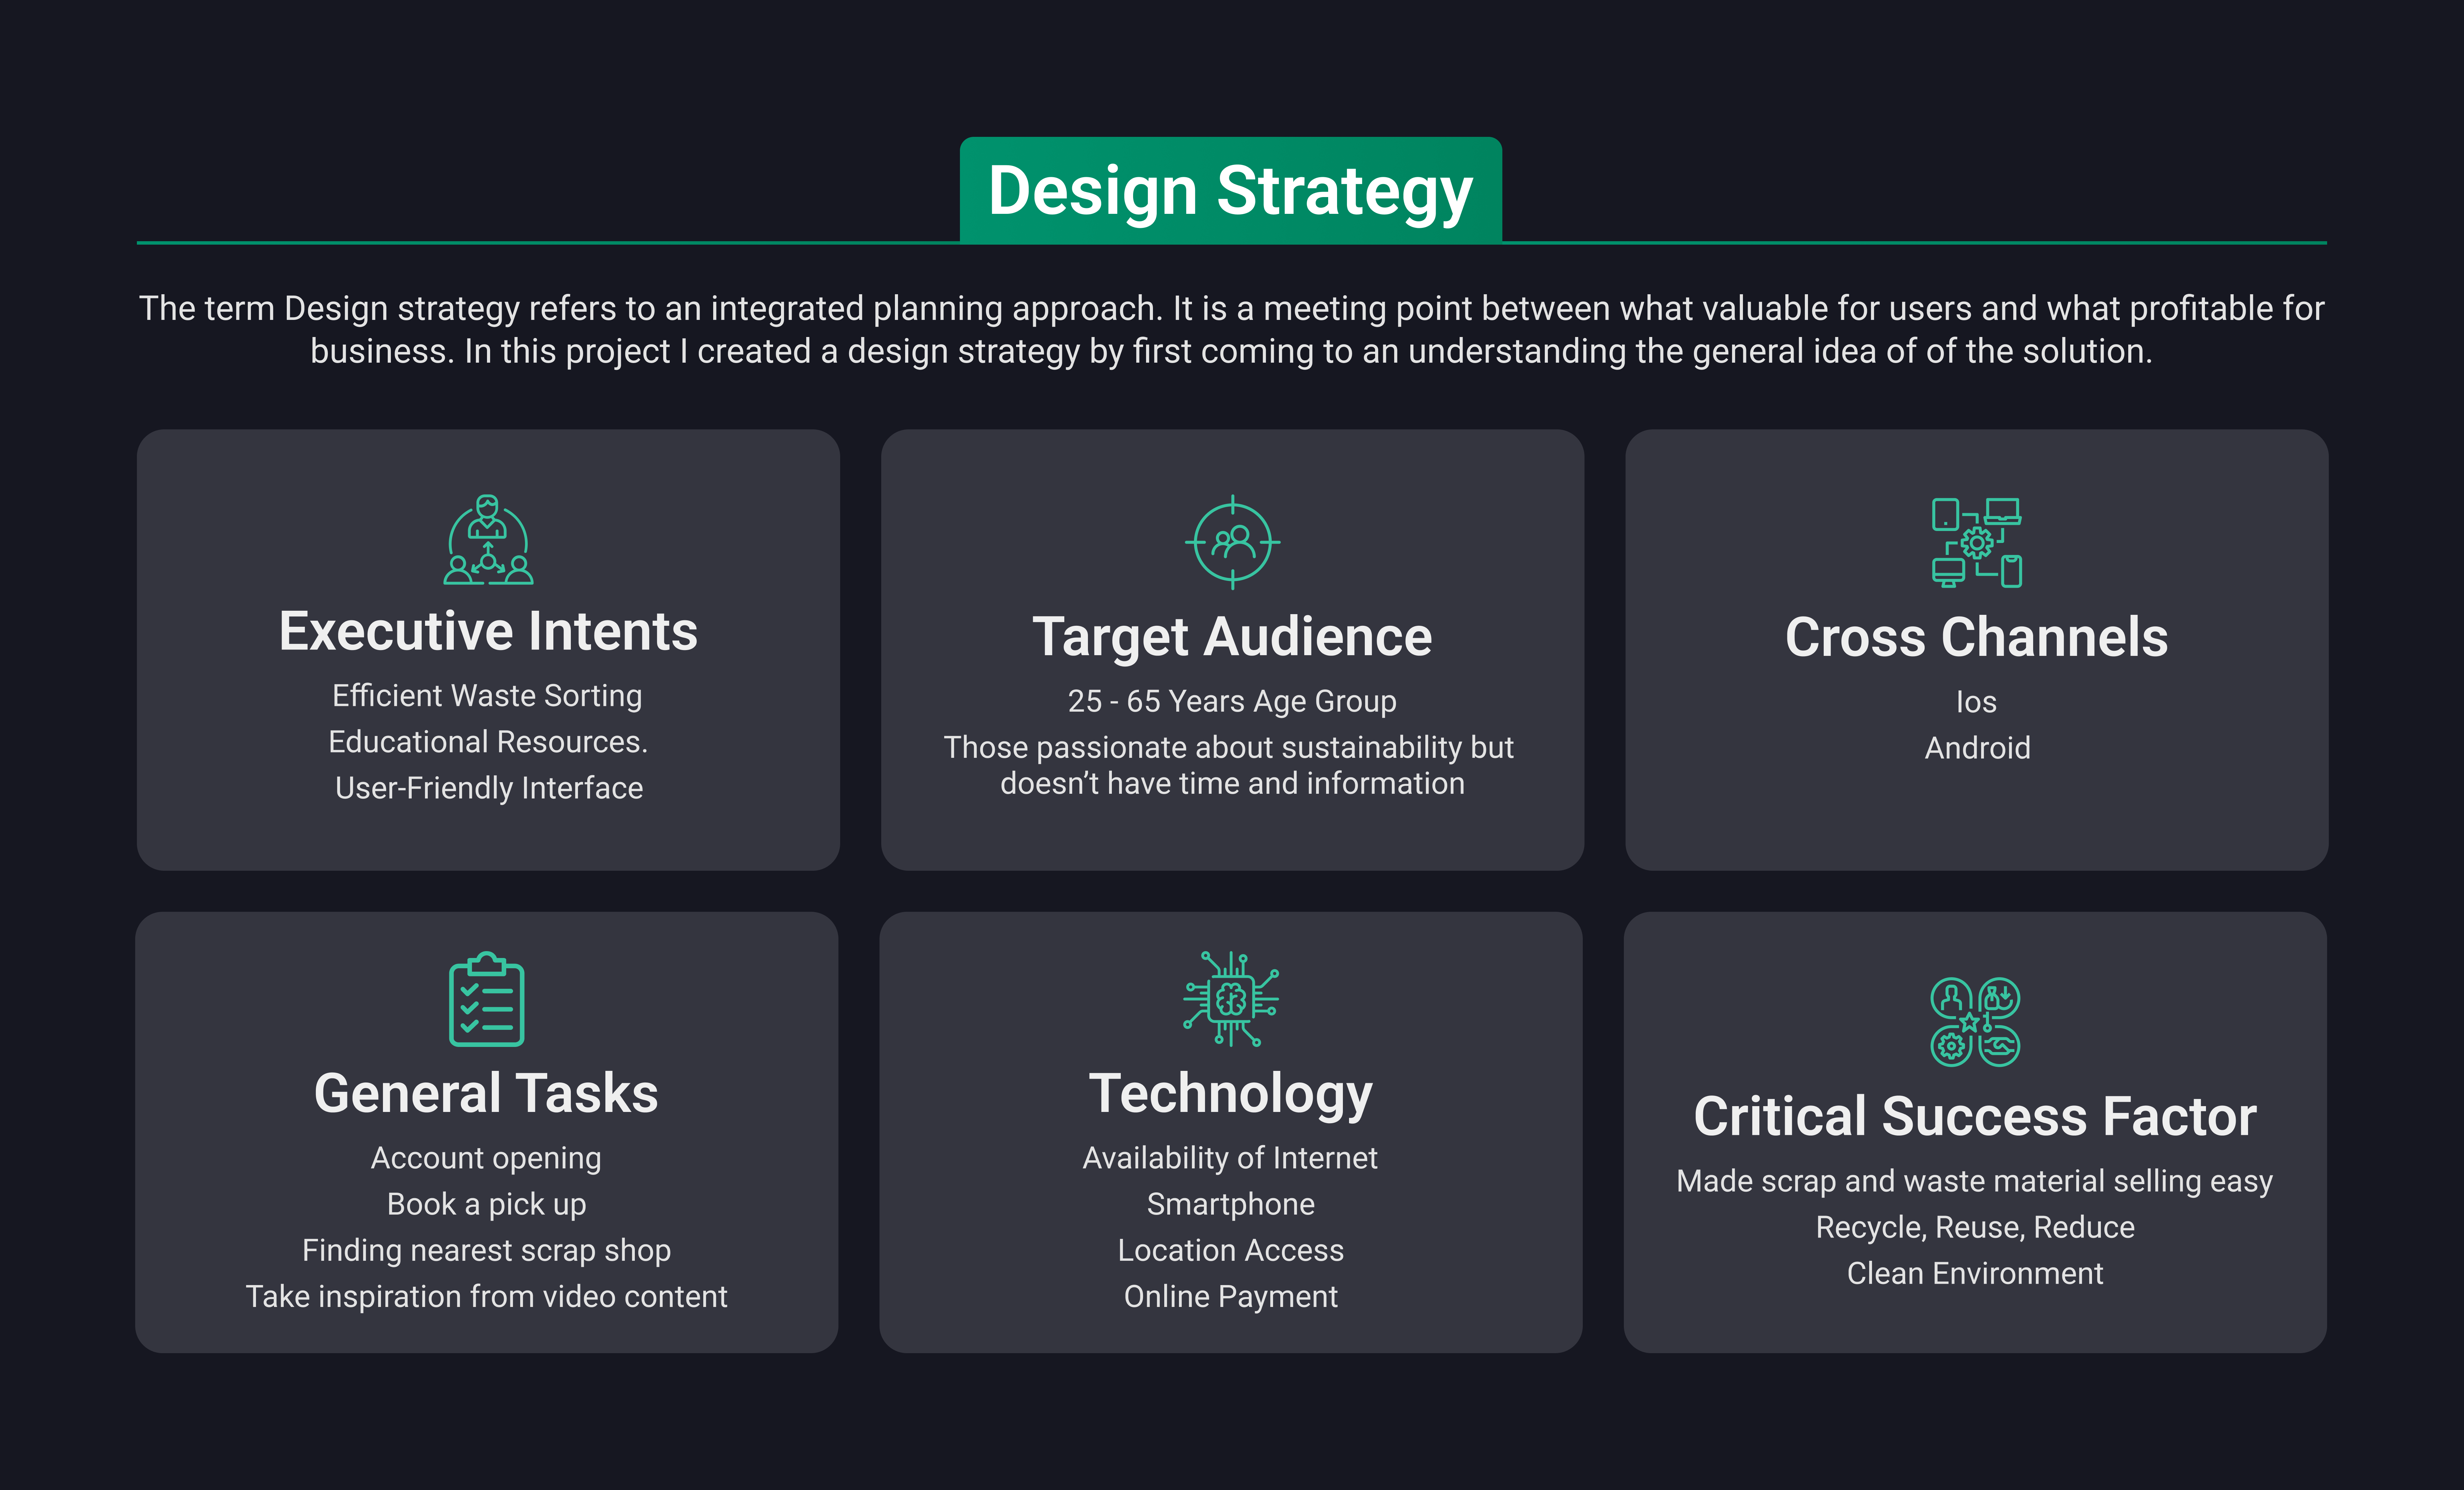 Design Strategy
The term Design strategy refers to an integrated planning approach. It is a meeting point between what valuable for users and what profitable for
business. In this project I created a design strategy by first coming to an understanding the general idea of of the solution.
Executive Intents
Efficient Waste Sorting
Educational Resources.
User-Friendly Interface
Target Audience
25 - 65 Years Age Group
Those passionate about sustainability but
doesn’t have time and information
Cross Channels
Ios
Android
General Tasks
Account opening
Book a pick up
Finding nearest scrap shop
Take inspiration from video content
Technology
Availability of Internet
Smartphone
Location Access
Online Payment
Critical Success Factor
Made scrap and waste material selling easy
Recycle, Reuse, Reduce
Clean Environment